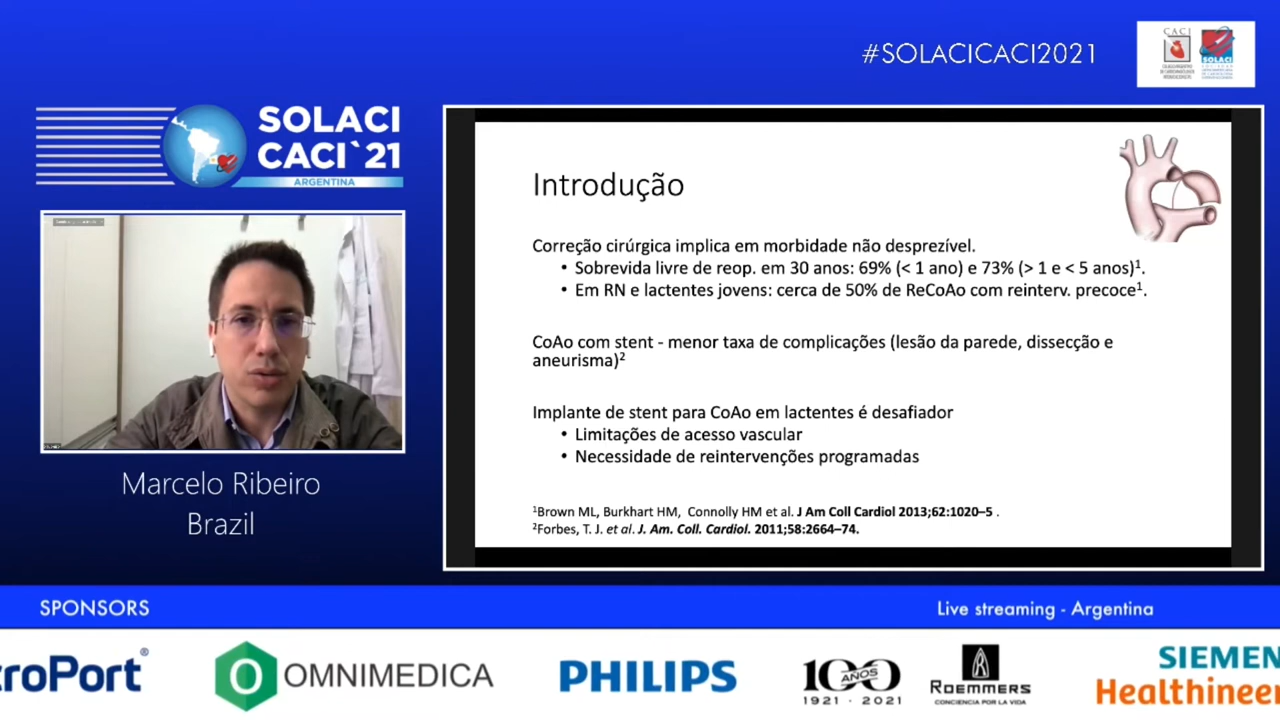 #SOLACICACI2021
CACI
SOLACI
SOLACI
CACI`21
ARGENTINA
Marcelo Ribeiro
Brazil
Introdução
Correção cirúrgica implica em morbidade não desprezível.
• Sobrevida livre de reop. em 30 anos: 69% (< 1 ano) e 73% (> 1 e < 5 anos)¹.
• Em RN e lactentes jovens: cerca de 50% de ReCoAo com reinterv. precoce¹.
CoAo com stent - menor taxa de complicações (lesão da parede, dissecção e
aneurisma)²
Implante de stent para CoAo em lactentes é desafiador
• Limitações de acesso vascular
• Necessidade de reintervenções programadas
¹Brown ML, Burkhart HM, Connolly HM et al. J Am Coll Cardiol 2013;62:1020–5 .
²Forbes, T. J. et al. J. Am. Coll. Cardiol. 2011;58:2664–74.
SPONSORS
Live streaming - Argentina
croPort®
OMNIMEDICA
PHILIPS
100
AÑOS
1921 · 2021
ROEMMERS
CONCIENCIA POR LA VIDA
SIEMEN
Healthineer